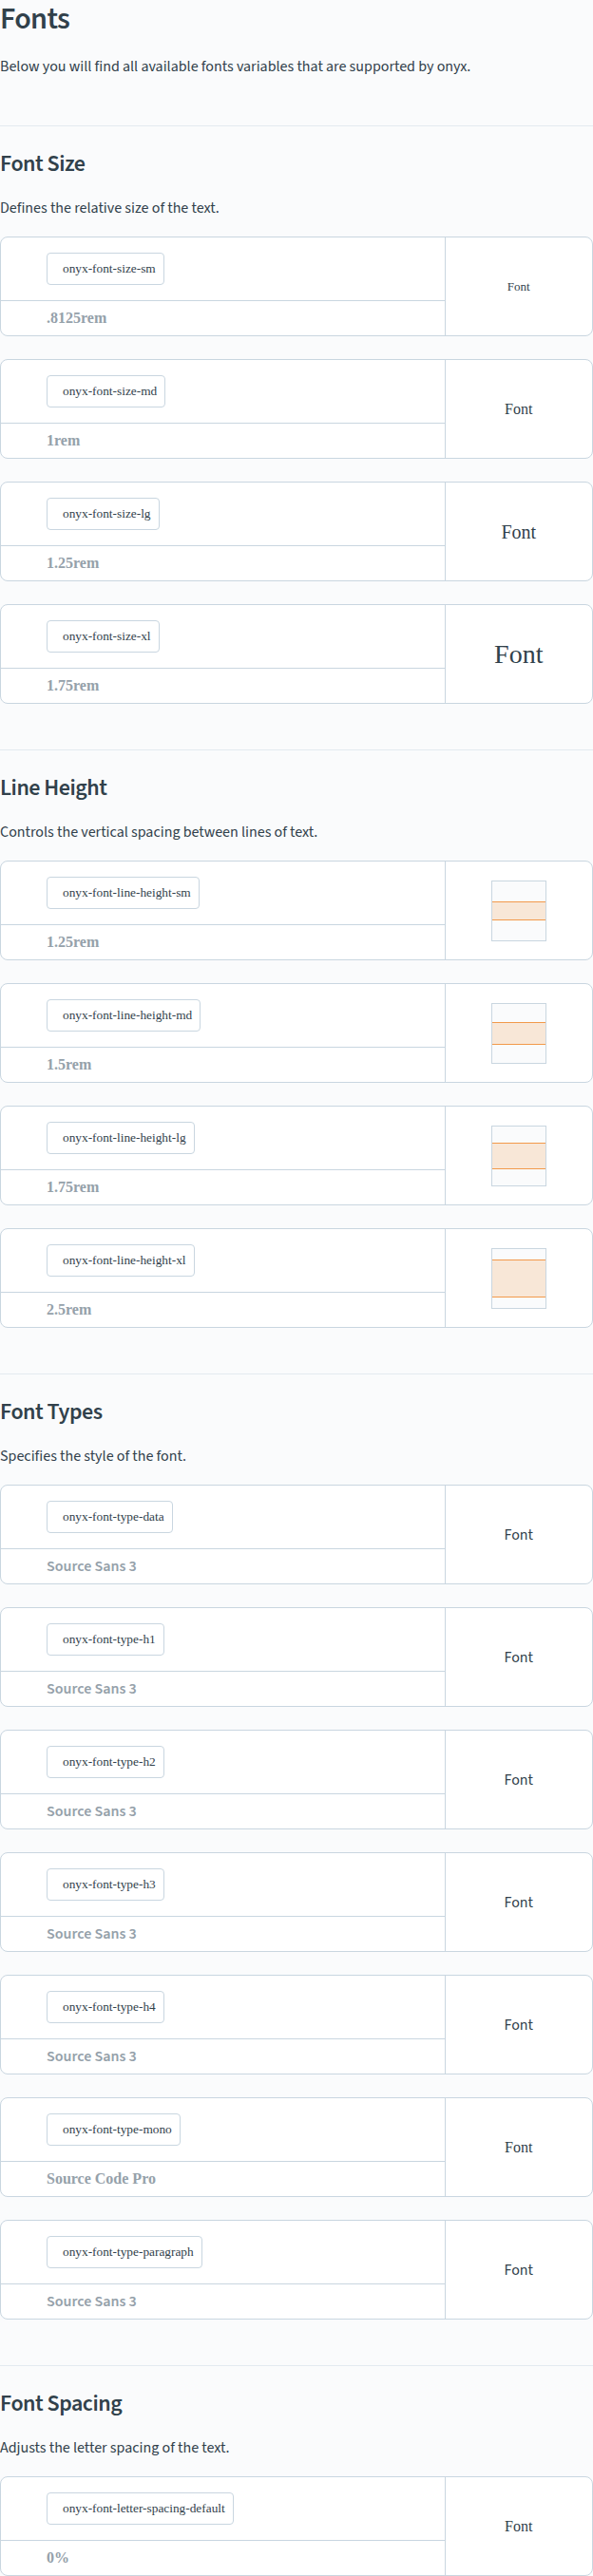 Fonts
Below you will find all available fonts variables that are supported by onyx.
Font Size
Defines the relative size of the text.
onyx-font-size-sm
Font
.8125rem
onyx-font-size-md
Font
1rem
onyx-font-size-lg
Font
1.25rem
onyx-font-size-xl
Font
1.75rem
Line Height
Controls the vertical spacing between lines of text.
onyx-font-line-height-sm
1.25rem
onyx-font-line-height-md
1.5rem
onyx-font-line-height-lg
1.75rem
onyx-font-line-height-xl
2.5rem
Font Types
Specifies the style of the font.
onyx-font-type-data
Font
Source Sans 3
onyx-font-type-h1
Font
Source Sans 3
onyx-font-type-h2
Font
Source Sans 3
onyx-font-type-h3
Font
Source Sans 3
onyx-font-type-h4
Font
Source Sans 3
onyx-font-type-mono
Font
Source Code Pro
onyx-font-type-paragraph
Font
Source Sans 3
Font Spacing
Adjusts the letter spacing of the text.
onyx-font-letter-spacing-default
Font
0%